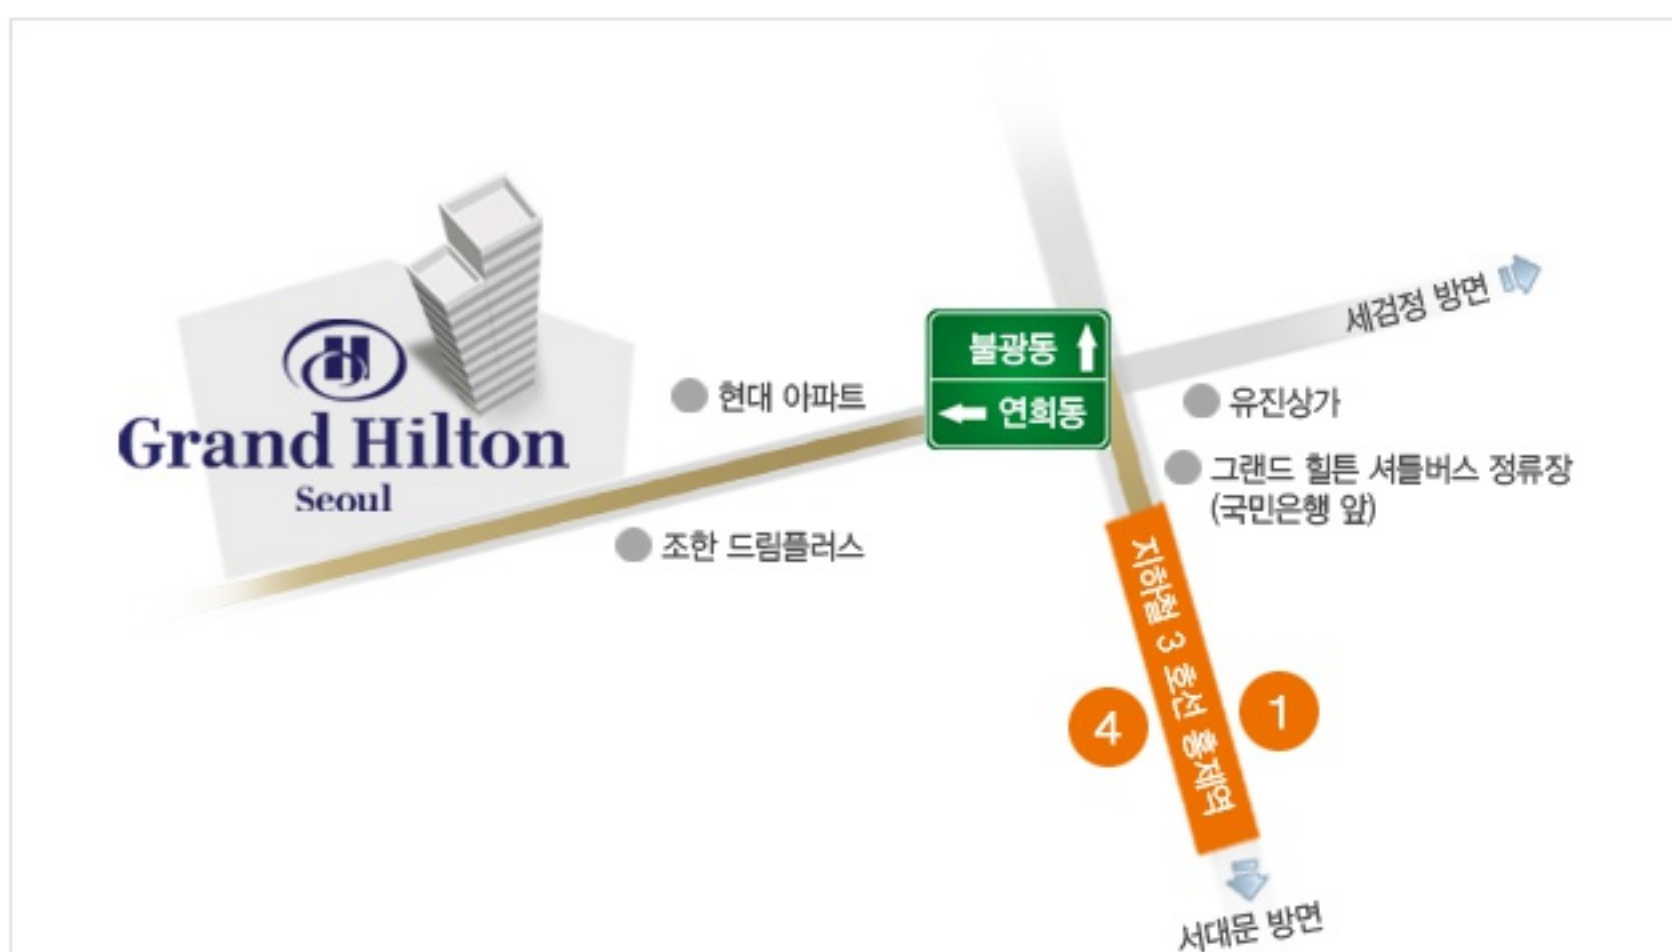 세검정 방면
불광동
연희동
현대 아파트
유진상가
Grand Hilton
Seoul
그랜드 힐튼 셔틀버스 정류장
(국민은행 앞)
조한 드림플러스
지하철 3 호선 홍제역
4
1
서대문 방면